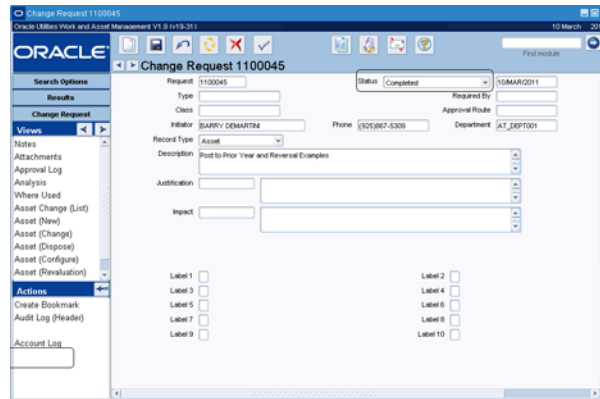 Change Request 1100045
Oracle Utilities Work and Asset Management V1.9 (v19-31) 10 March 201
ORACLE
Find module
Change Request 1100045
Search Options
Results
Change Request
Views
Notes
Attachments
Approval Log
Analysis
Where Used
Asset Change (List)
Asset (New)
Asset (Change)
Asset (Dispose)
Asset (Configure)
Asset (Revaluation)
Actions
Create Bookmark
Audit Log (Header)
Account Log
Request 1100045 Status Completed 10/MAR/2011
Type Required By
Class Approval Route
Initiator BARRY DEMARTINI Phone (925)867-5309 Department AT_DEPT001
Record Type Asset
Description Post to Prior Year and Reversal Examples
Justification
Impact
Label 1 Label 2
Label 3 Label 4
Label 5 Label 6
Label 7 Label 8
Label 9 Label 10